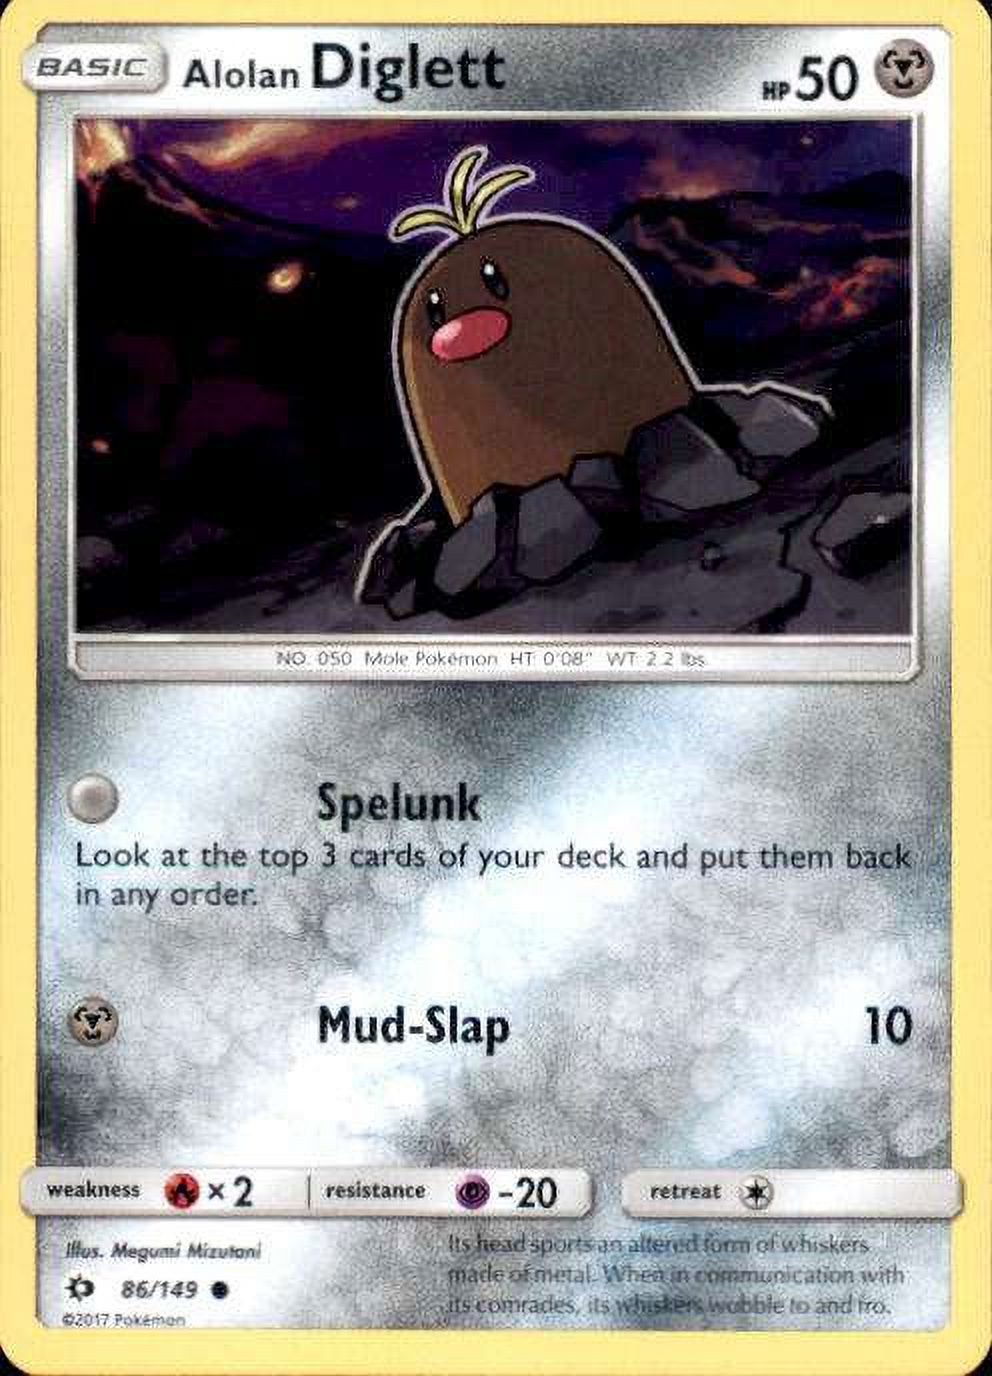 BASIC Alolan Diglett HP 50
NO. 050 Mole Pokémon HT: 0'08" WT: 2.2 lbs.
Spelunk
Look at the top 3 cards of your deck and put them back
in any order.
Mud-Slap 10
weakness ×2 resistance -20 retreat
Illus. Megumi Mizutani
86/149
©2017 Pokémon
Its head sports an altered form of whiskers
made of metal. When in communication with
its comrades, its whiskers wobble to and fro.